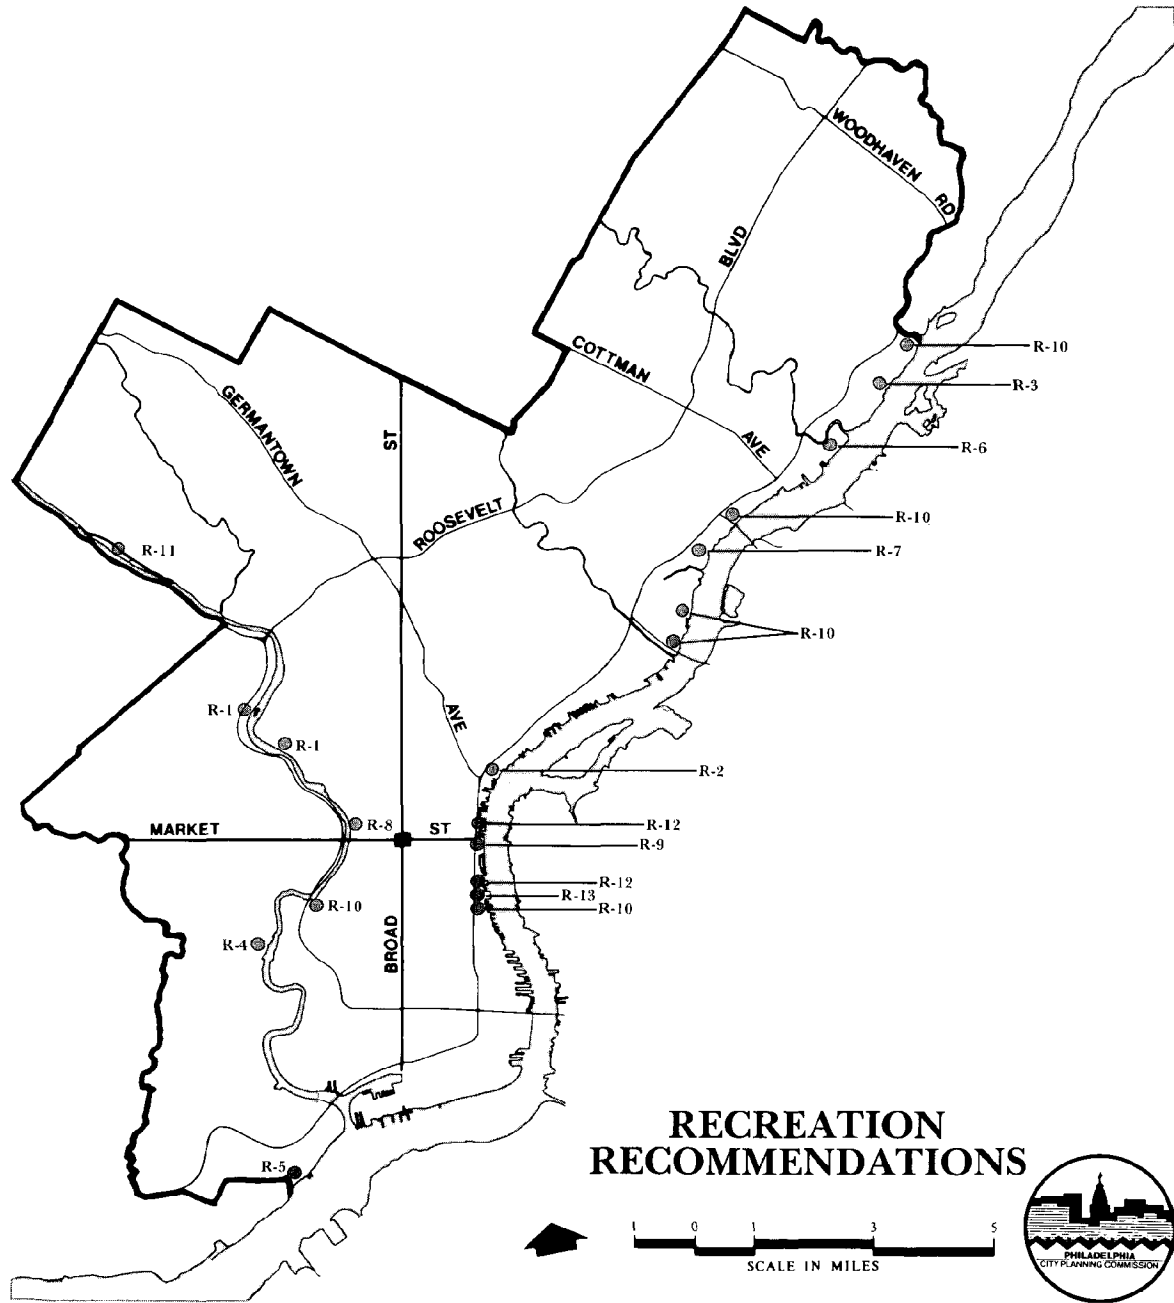 WOODHAVEN RD
BLVD
R-10
COTTMAN AVE
R-3
GERMANTOWN AVE
ST
R-6
ROOSEVELT
R-10
R-11
R-7
R-10
R-1
R-1
R-2
MARKET ST
R-8
R-12
R-9
R-12
R-13
R-10
R-10
R-4
BROAD
RECREATION
RECOMMENDATIONS
R-5
1 0 1 3 5
SCALE IN MILES
PHILADELPHIA
CITY PLANNING COMMISSION